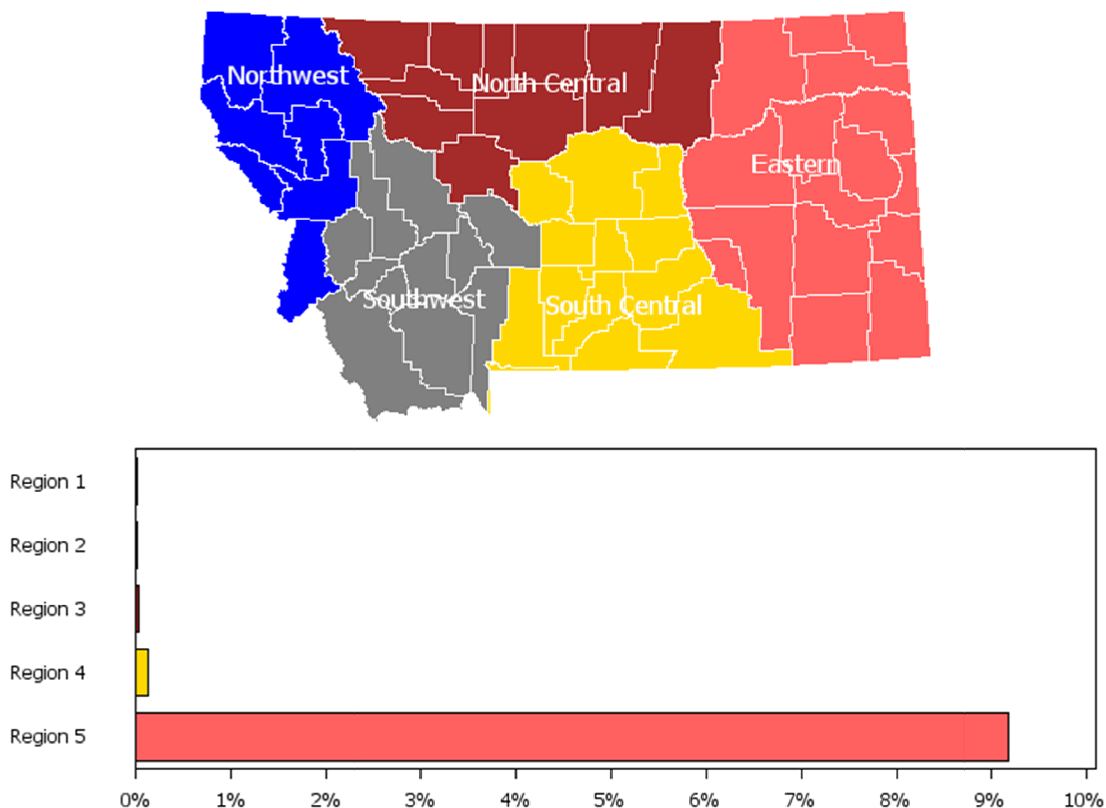 Northwest
North Central
Eastern
Southwest
South Central
Region 1
Region 2
Region 3
Region 4
Region 5
0% 1% 2% 3% 4% 5% 6% 7% 8% 9% 10%